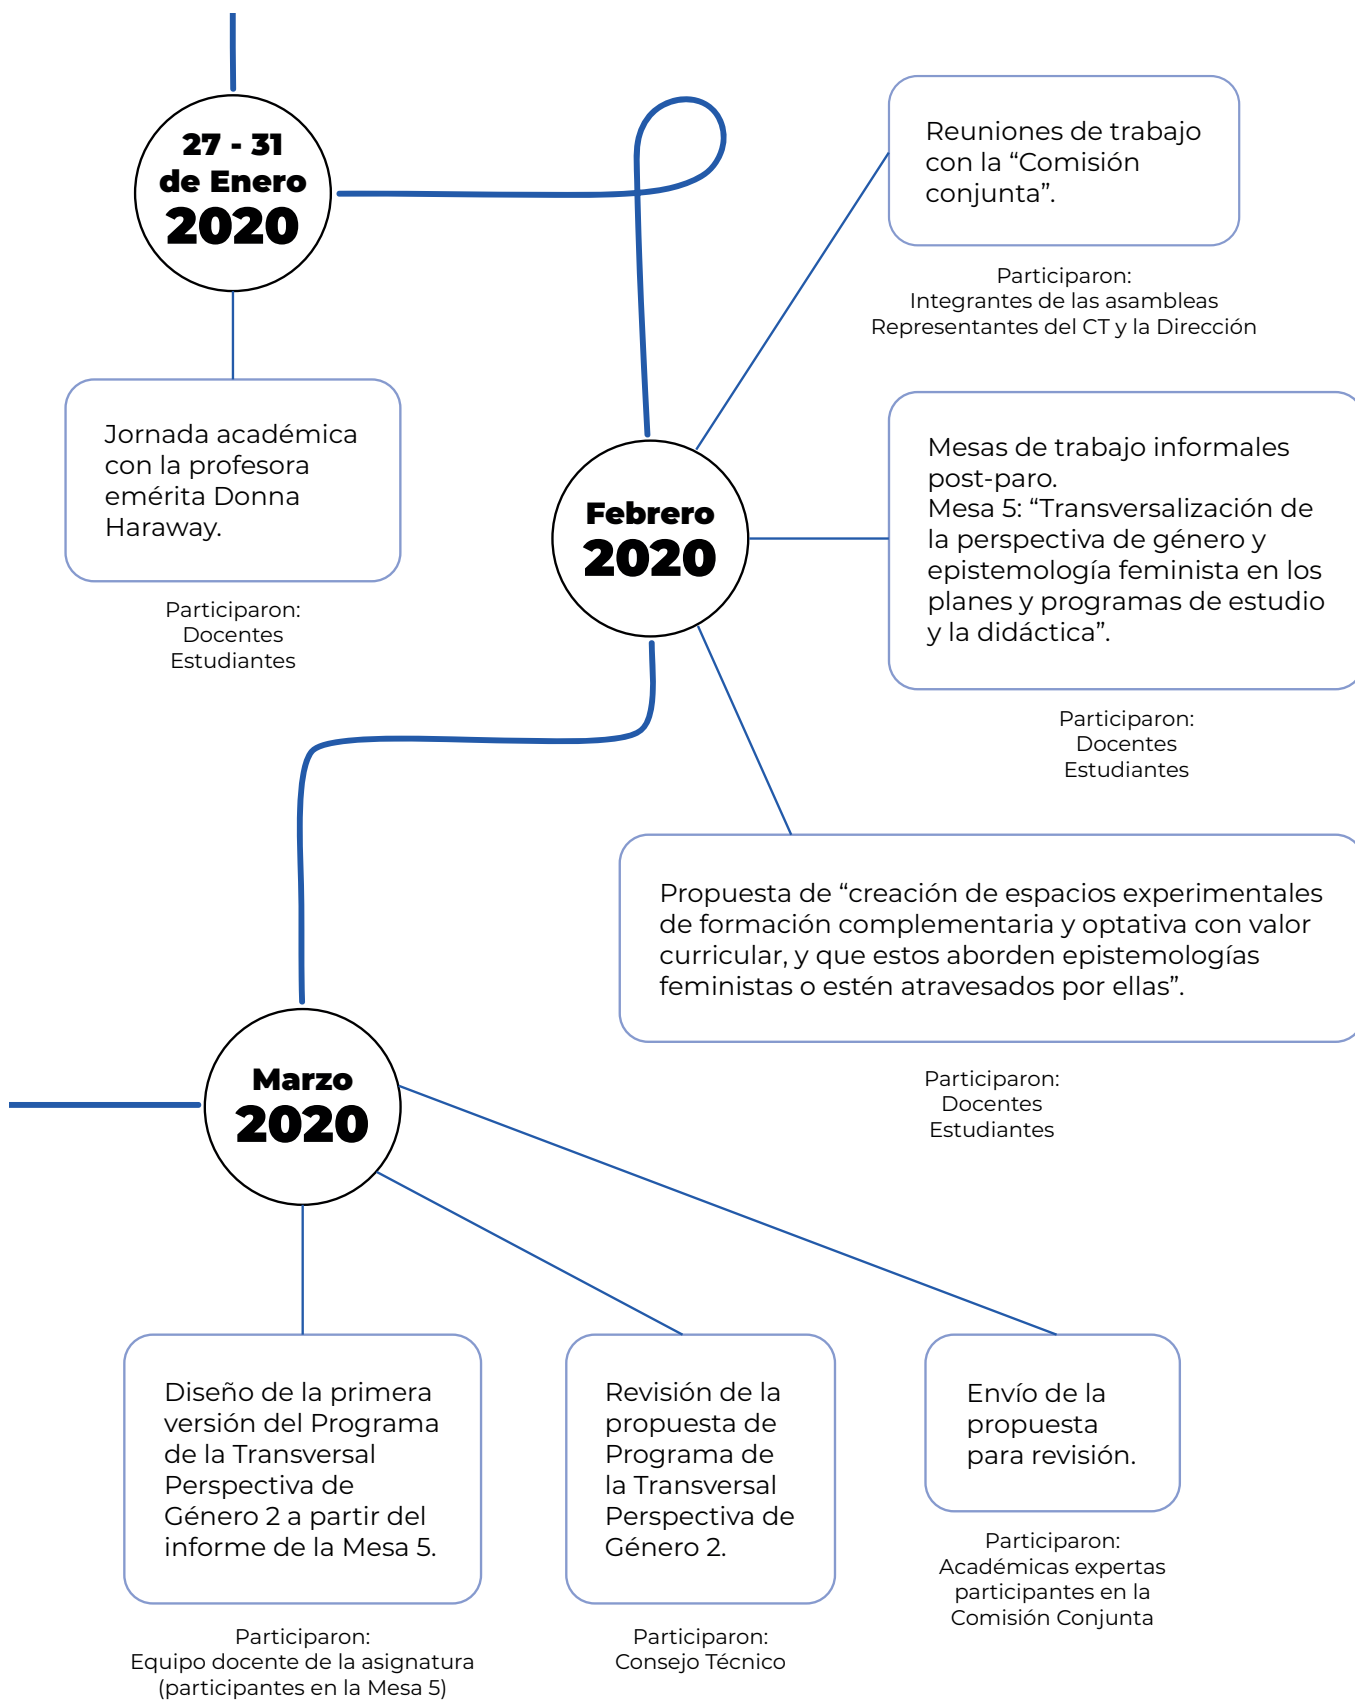 27 - 31
de Enero
2020
Jornada académica
con la profesora
emérita Donna
Haraway.
Participaron:
Docentes
Estudiantes
Febrero
2020
Reuniones de trabajo
con la “Comisión
conjunta”.
Participaron:
Integrantes de las asambleas
Representantes del CT y la Dirección
Mesas de trabajo informales
post-paro.
Mesa 5: “Transversalización de
la perspectiva de género y
epistemología feminista en los
planes y programas de estudio
y la didáctica”.
Participaron:
Docentes
Estudiantes
Propuesta de “creación de espacios experimentales
de formación complementaria y optativa con valor
curricular, y que estos aborden epistemologías
feministas o estén atravesados por ellas”.
Participaron:
Docentes
Estudiantes
Marzo
2020
Diseño de la primera
versión del Programa
de la Transversal
Perspectiva de
Género 2 a partir del
informe de la Mesa 5.
Participaron:
Equipo docente de la asignatura
(participantes en la Mesa 5)
Revisión de la
propuesta de
Programa de
la Transversal
Perspectiva de
Género 2.
Participaron:
Consejo Técnico
Envío de la
propuesta
para revisión.
Participaron:
Académicas expertas
participantes en la
Comisión Conjunta